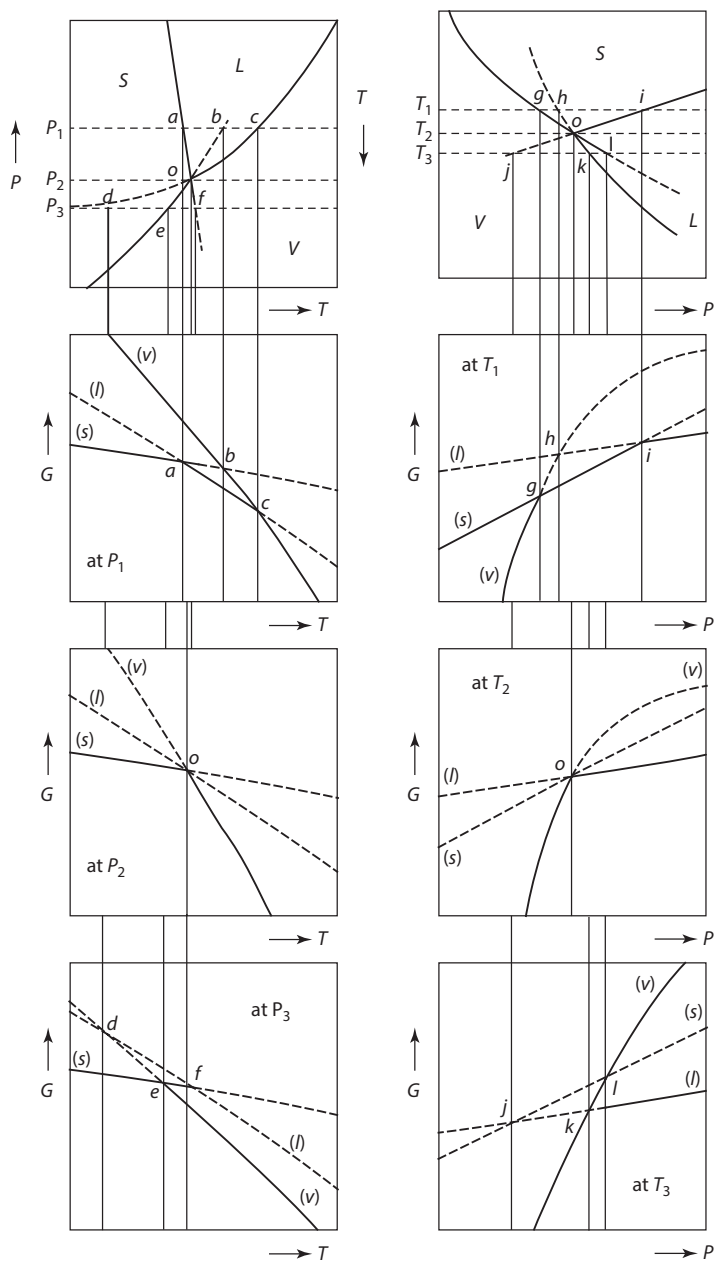 S
L
V
P
P₁
P₂
P₃
a
b
c
o
d
f
e
T
T
T₁
T₂
T₃
S
V
L
g
h
i
o
l
j
k
P
(v)
(l)
(s)
G
a
b
c
at P₁
T
at T₁
(l)
h
i
G
g
(s)
(v)
P
(v)
(l)
(s)
o
G
at P₂
T
at T₂
(v)
G
o
(l)
(s)
P
at P₃
d
(s)
G
e
f
(l)
(v)
T
(v)
(s)
G
j
l
(l)
k
at T₃
P